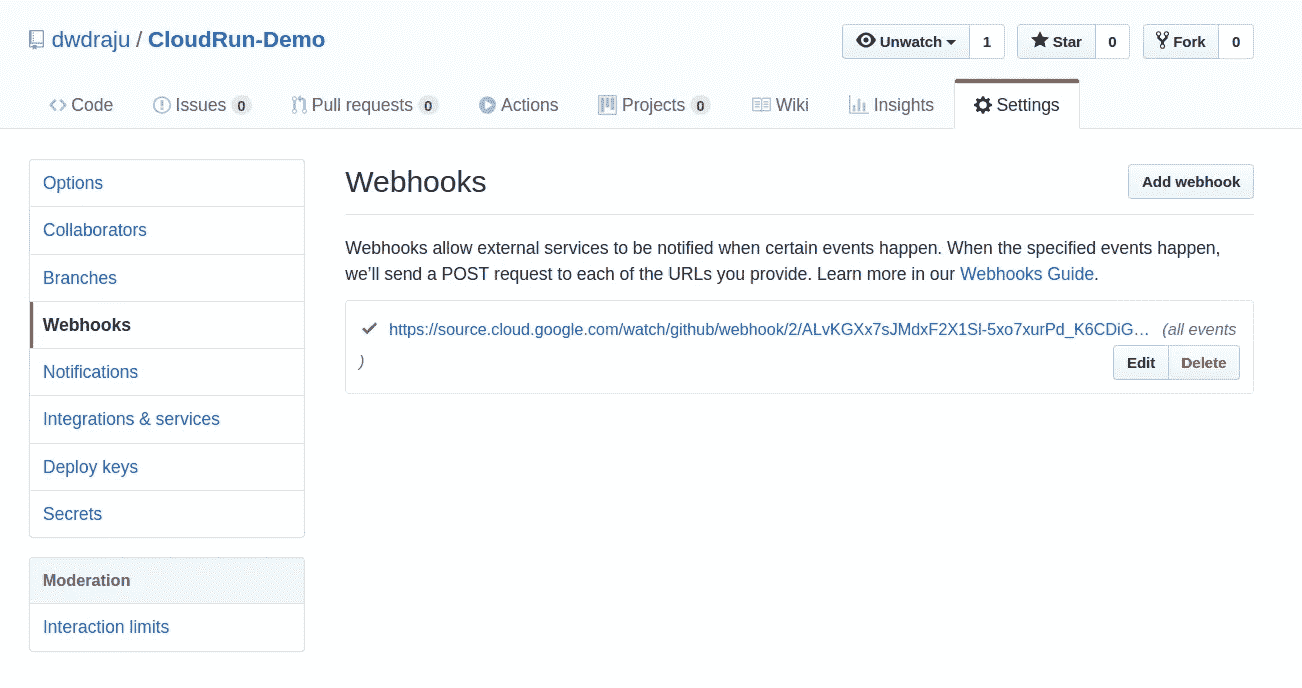 dwdraju / CloudRun-Demo
Unwatch 1 Star 0 Fork 0
Code Issues 0 Pull requests 0 Actions Projects 0 Wiki Insights Settings
Options
Collaborators
Branches
Webhooks
Notifications
Integrations & services
Deploy keys
Secrets
Moderation
Interaction limits
Webhooks
Add webhook
Webhooks allow external services to be notified when certain events happen. When the specified events happen,
we'll send a POST request to each of the URLs you provide. Learn more in our Webhooks Guide.
https://source.cloud.google.com/watch/github/webhook/2/ALvKGXx7sJMdxF2X1Sl-5xo7xurPd_K6CDiG… (all events
)
Edit Delete